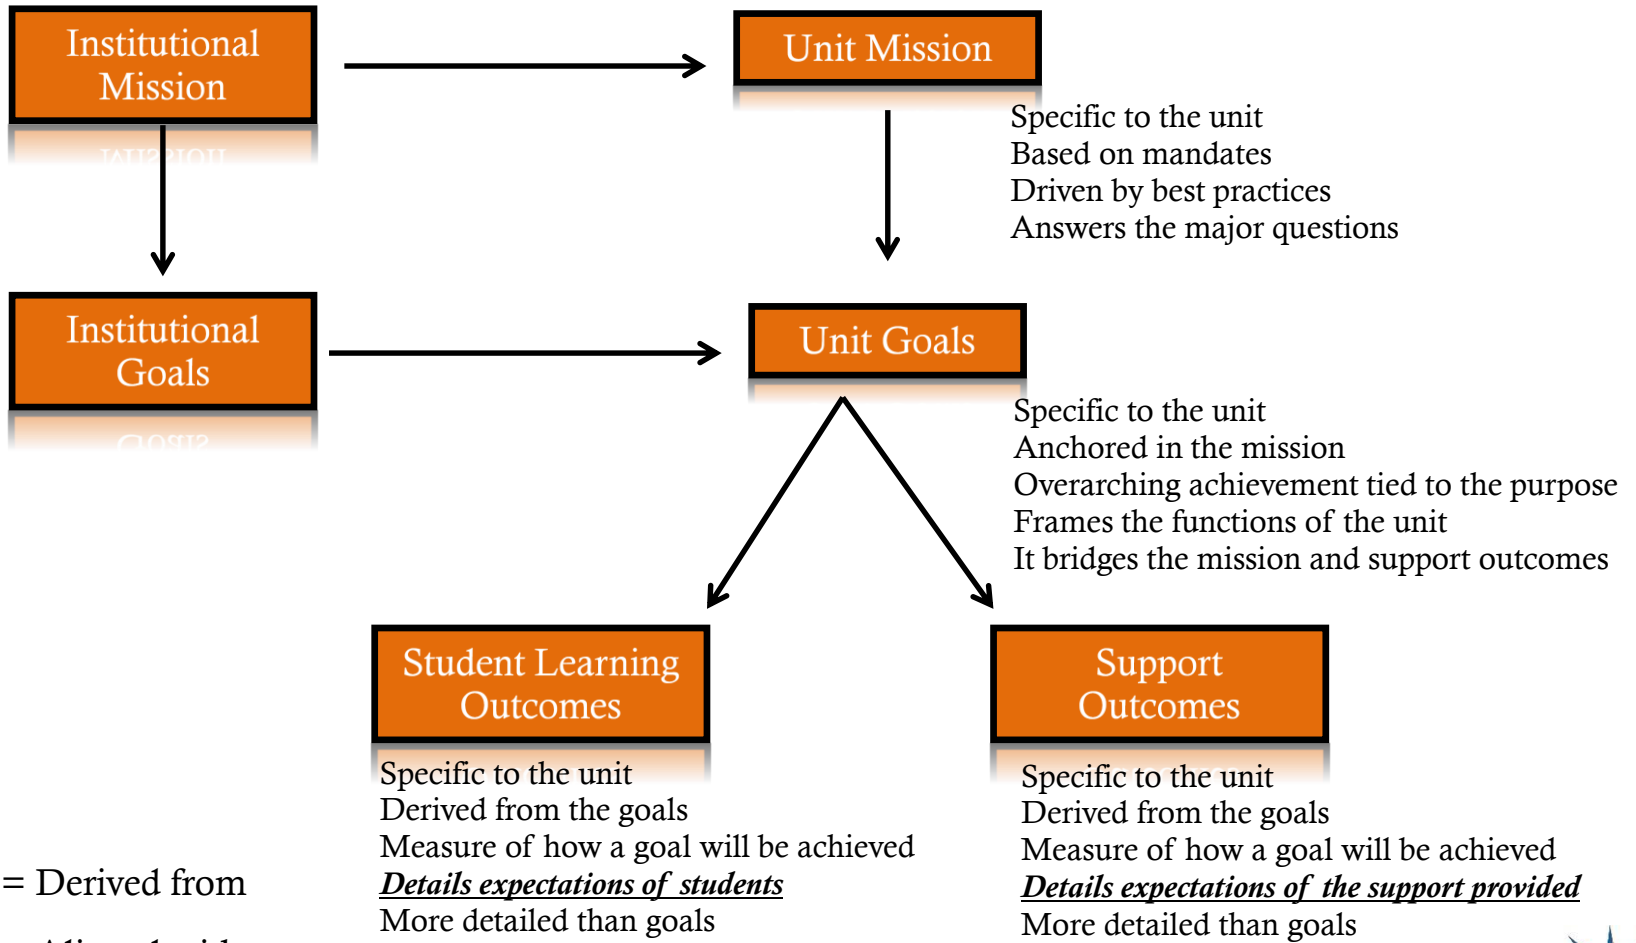 Institutional
Mission
Unit Mission
Specific to the unit
Based on mandates
Driven by best practices
Answers the major questions
Institutional
Goals
Unit Goals
Specific to the unit
Anchored in the mission
Overarching achievement tied to the purpose
Frames the functions of the unit
It bridges the mission and support outcomes
Student Learning
Outcomes
Specific to the unit
Derived from the goals
Measure of how a goal will be achieved
Details expectations of students
More detailed than goals
Support
Outcomes
Specific to the unit
Derived from the goals
Measure of how a goal will be achieved
Details expectations of the support provided
More detailed than goals
= Derived from